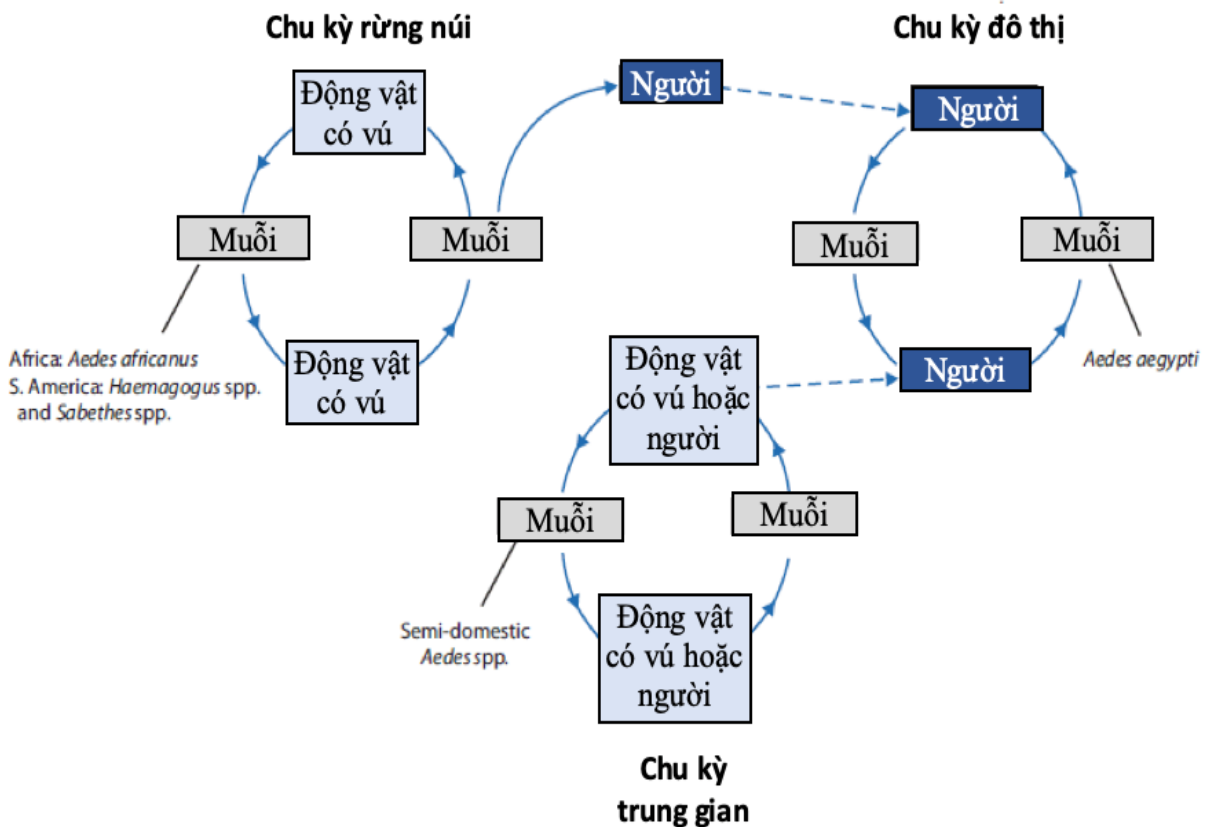 Chu kỳ rừng núi
Động vật
có vú
Muỗi
Muỗi
Động vật
có vú
Africa: Aedes africanus
S. America: Haemagogus spp.
and Sabethes spp.
Người
Chu kỳ đô thị
Người
Muỗi
Muỗi
Người
Aedes aegypti
Động vật
có vú hoặc
người
Muỗi
Muỗi
Động vật
có vú hoặc
người
Semi-domestic
Aedes spp.
Chu kỳ
trung gian